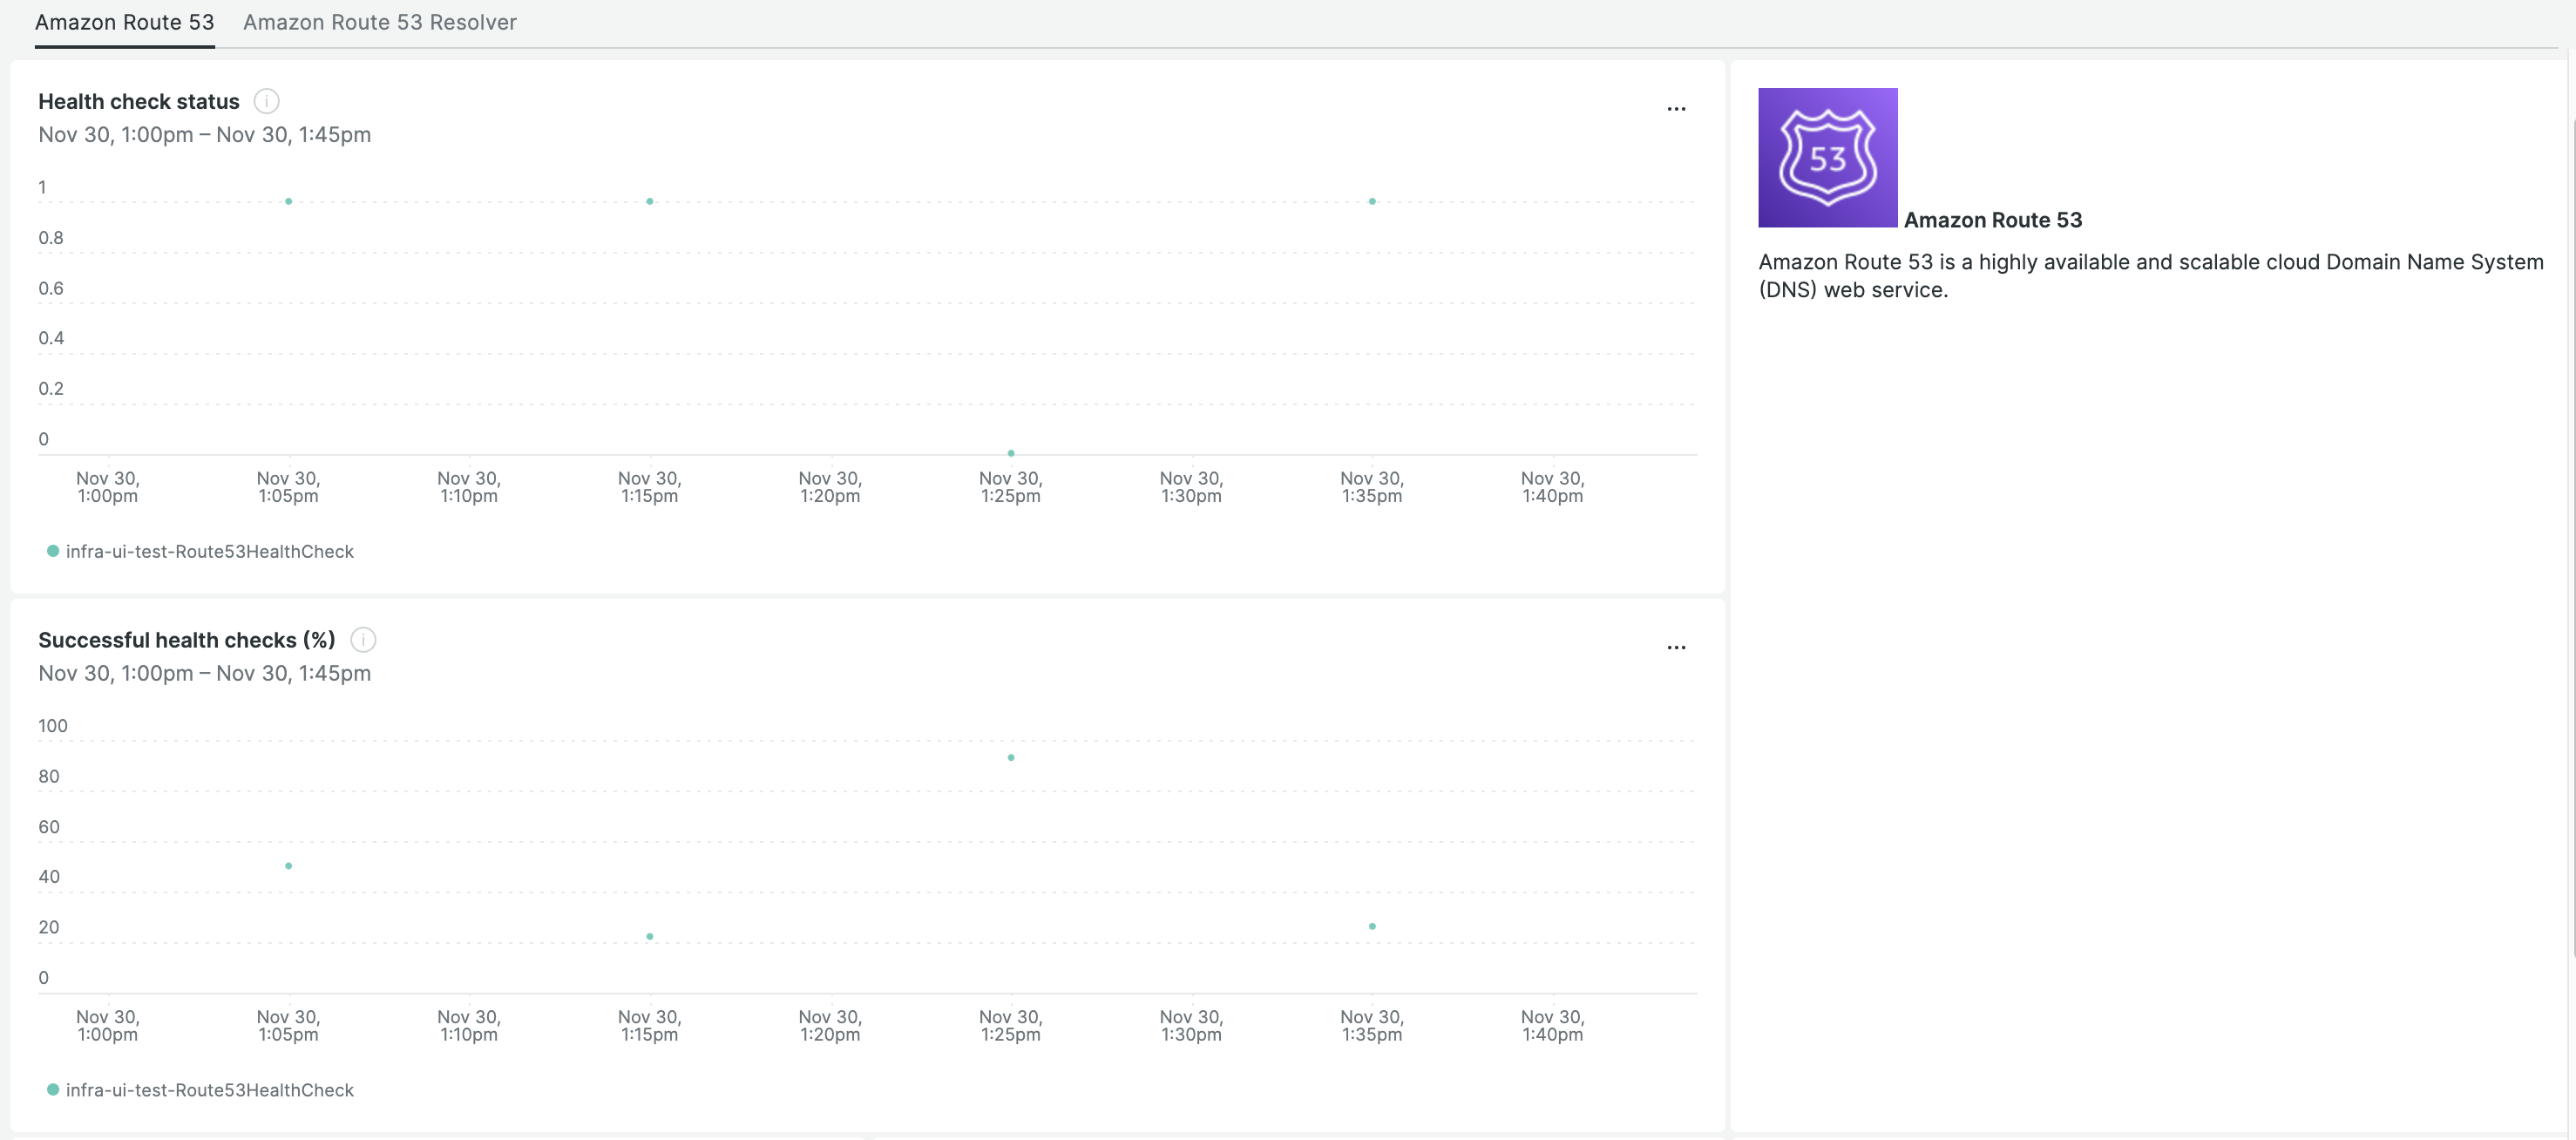 Amazon Route 53
Amazon Route 53 Resolver
Health check status
Nov 30, 1:00pm – Nov 30, 1:45pm
...
1
0.8
0.6
0.4
0.2
0
Nov 30, Nov 30, Nov 30, Nov 30, Nov 30, Nov 30, Nov 30, Nov 30, Nov 30,
1:00pm 1:05pm 1:10pm 1:15pm 1:20pm 1:25pm 1:30pm 1:35pm 1:40pm
infra-ui-test-Route53HealthCheck
Successful health checks (%)
Nov 30, 1:00pm – Nov 30, 1:45pm
...
100
80
60
40
20
0
Nov 30, Nov 30, Nov 30, Nov 30, Nov 30, Nov 30, Nov 30, Nov 30, Nov 30,
1:00pm 1:05pm 1:10pm 1:15pm 1:20pm 1:25pm 1:30pm 1:35pm 1:40pm
infra-ui-test-Route53HealthCheck
53
Amazon Route 53
Amazon Route 53 is a highly available and scalable cloud Domain Name System
(DNS) web service.